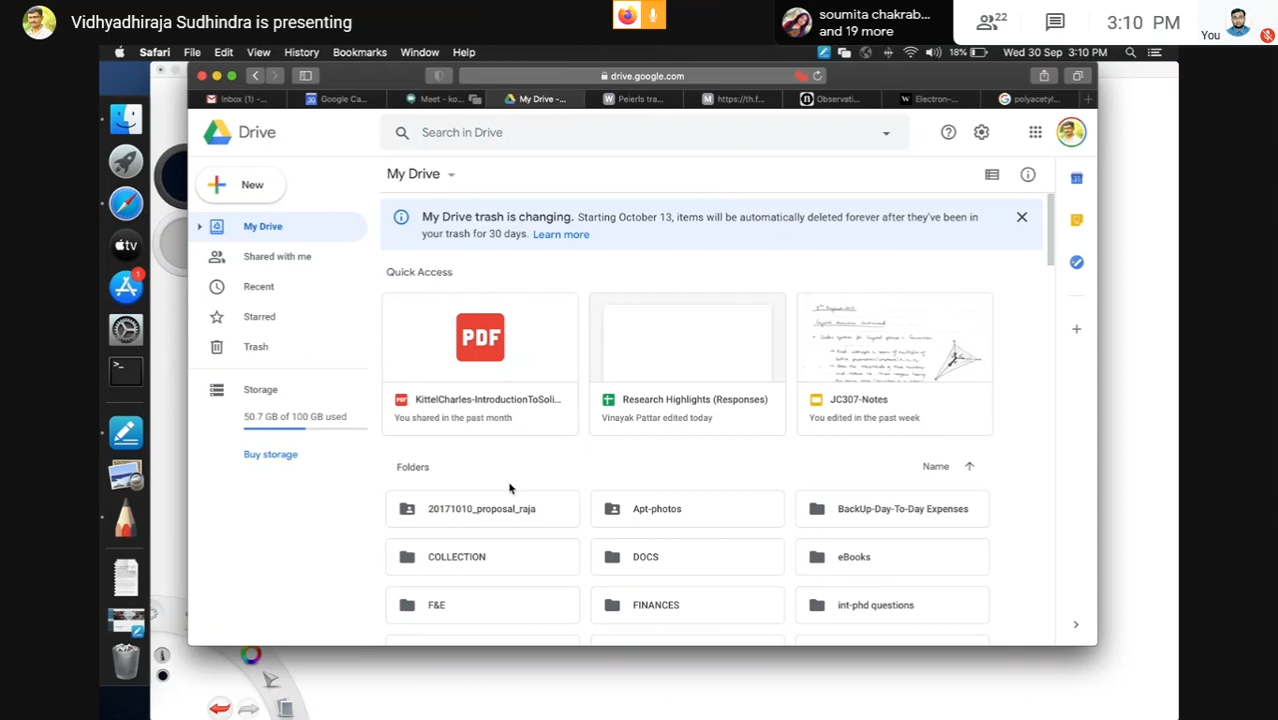 Vidhyadhiraja Sudhindra is presenting
soumita chakrab...
and 19 more
22
3:10 PM
You
Safari File Edit View History Bookmarks Window Help
18% Wed 30 Sep 3:10 PM
drive.google.com
Inbox (1) -...
Google Ca...
Meet - ko...
My Drive -...
Peierls tra...
https://th.f...
Observati...
Electron-...
polyacetyl...
Drive
Search in Drive
New
My Drive
My Drive trash is changing. Starting October 13, items will be automatically deleted forever after they've been in
your trash for 30 days. Learn more
My Drive
Shared with me
Recent
Starred
Trash
Storage
50.7 GB of 100 GB used
Buy storage
Quick Access
PDF
KittelCharles-IntroductionToSoli...
You shared in the past month
Research Highlights (Responses)
Vinayak Pattar edited today
JC307-Notes
You edited in the past week
Folders
Name
20171010_proposal_raja
Apt-photos
BackUp-Day-To-Day Expenses
COLLECTION
DOCS
eBooks
F&E
FINANCES
int-phd questions
tv
1